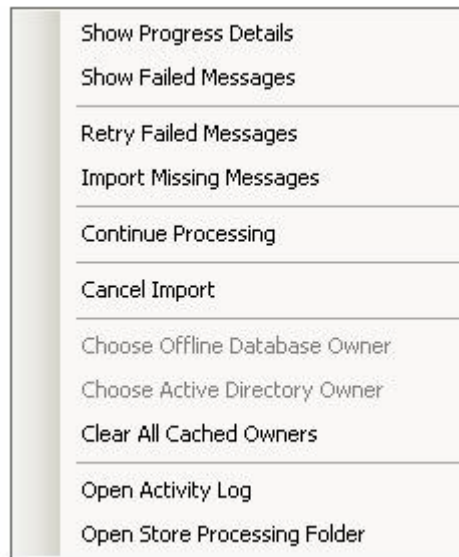 Show Progress Details
Show Failed Messages
Retry Failed Messages
Import Missing Messages
Continue Processing
Cancel Import
Choose Offline Database Owner
Choose Active Directory Owner
Clear All Cached Owners
Open Activity Log
Open Store Processing Folder